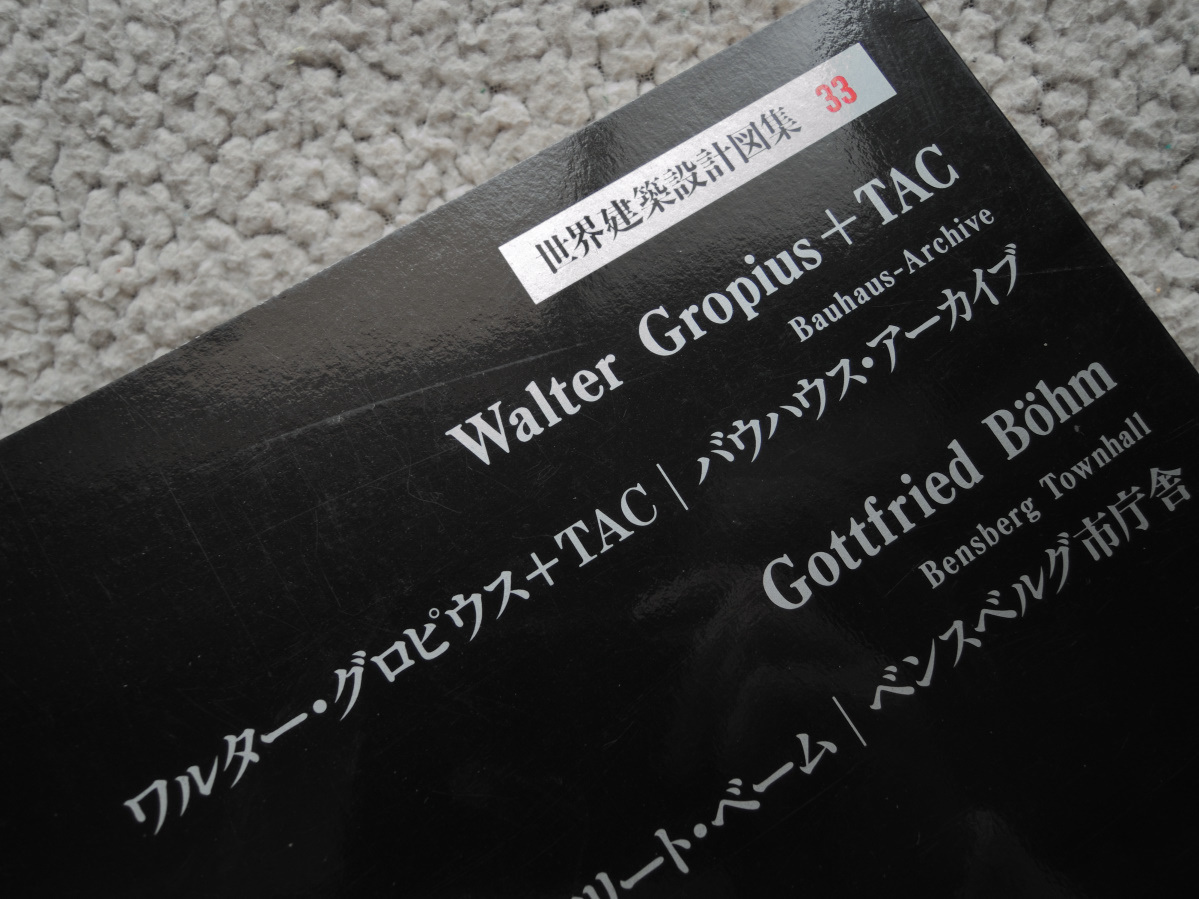 世界建築設計図集 33
Walter Gropius+TAC
Bauhaus-Archive
ワルター・グロピウス+TAC|バウハウス・アーカイブ
Gottfried Böhm
Bensberg Townhall
リート・ベーム|ベンスベルグ市庁舎